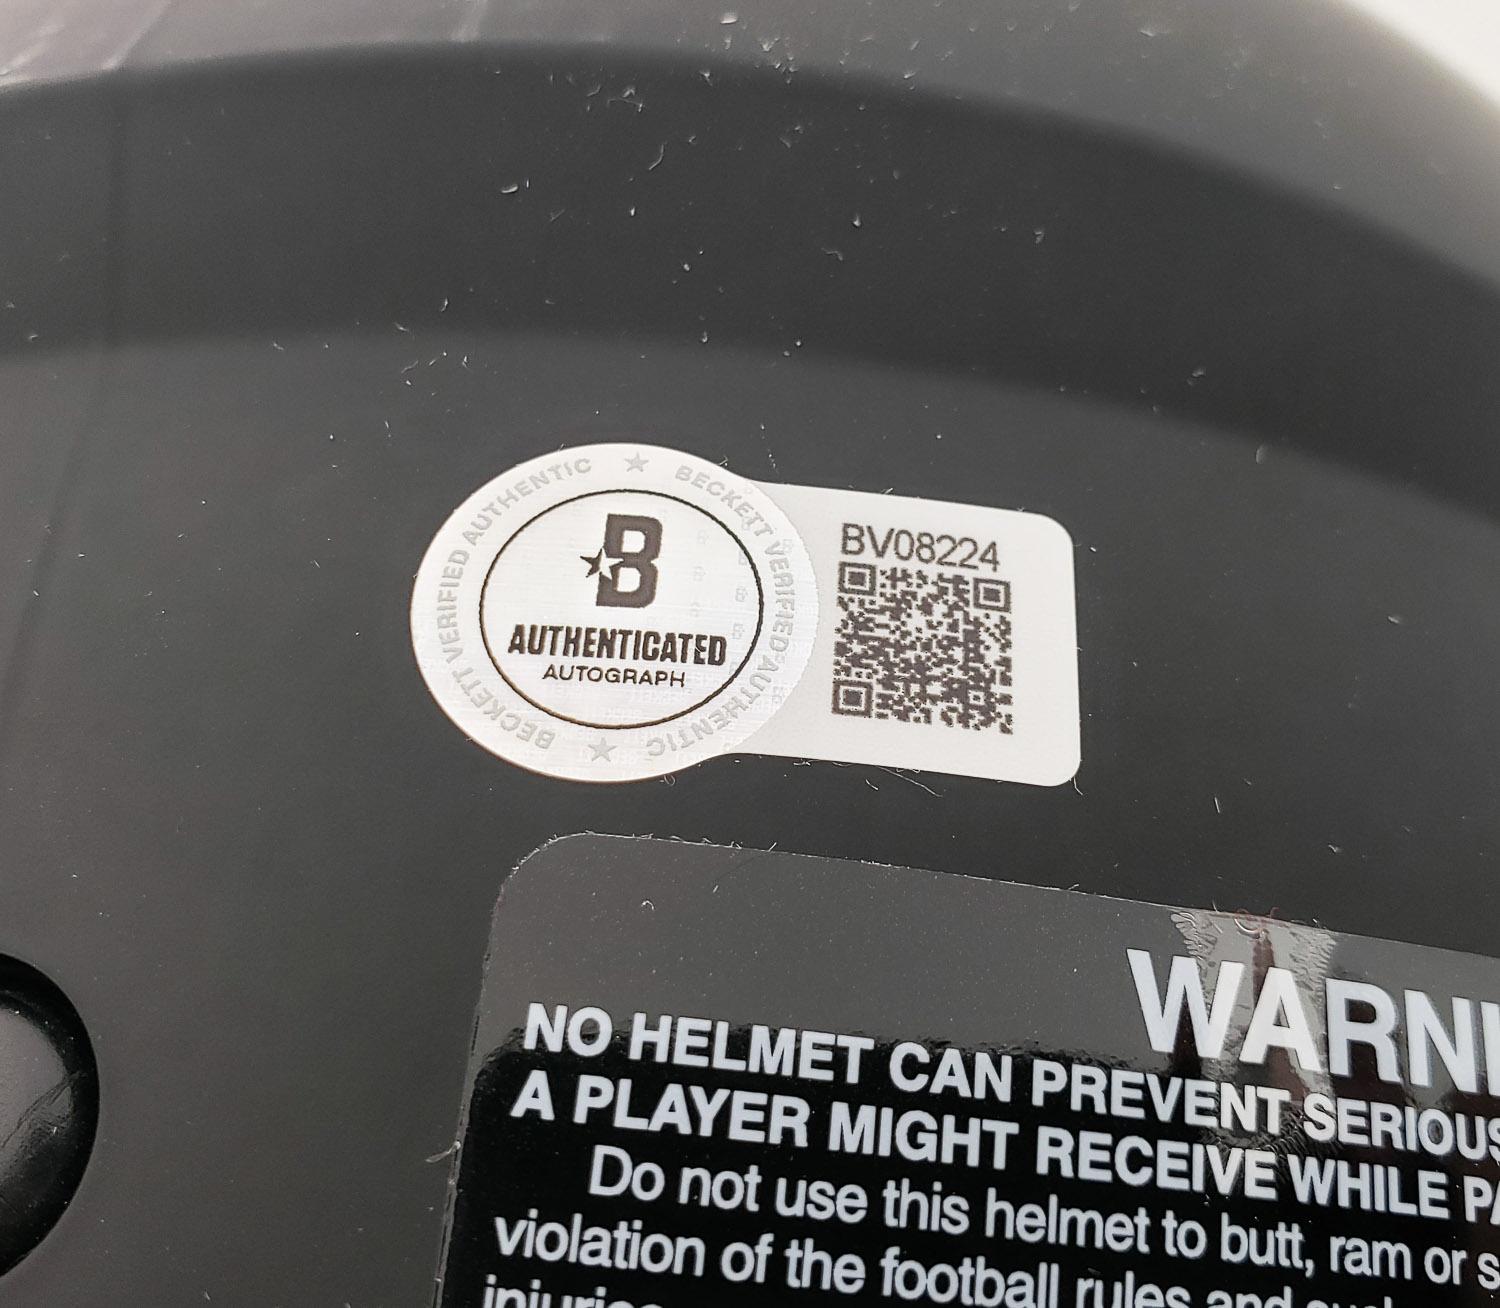 BECKETT VERIFIED AUTHENTIC ★ BECKETT VERIFIED AUTHENTIC ★
B
AUTHENTICATED
AUTOGRAPH
BV08224
NO HELMET CAN PREVENT SERIOUS
A PLAYER MIGHT RECEIVE WHILE
Do not use this helmet to butt, ram or
violation of the football rules and